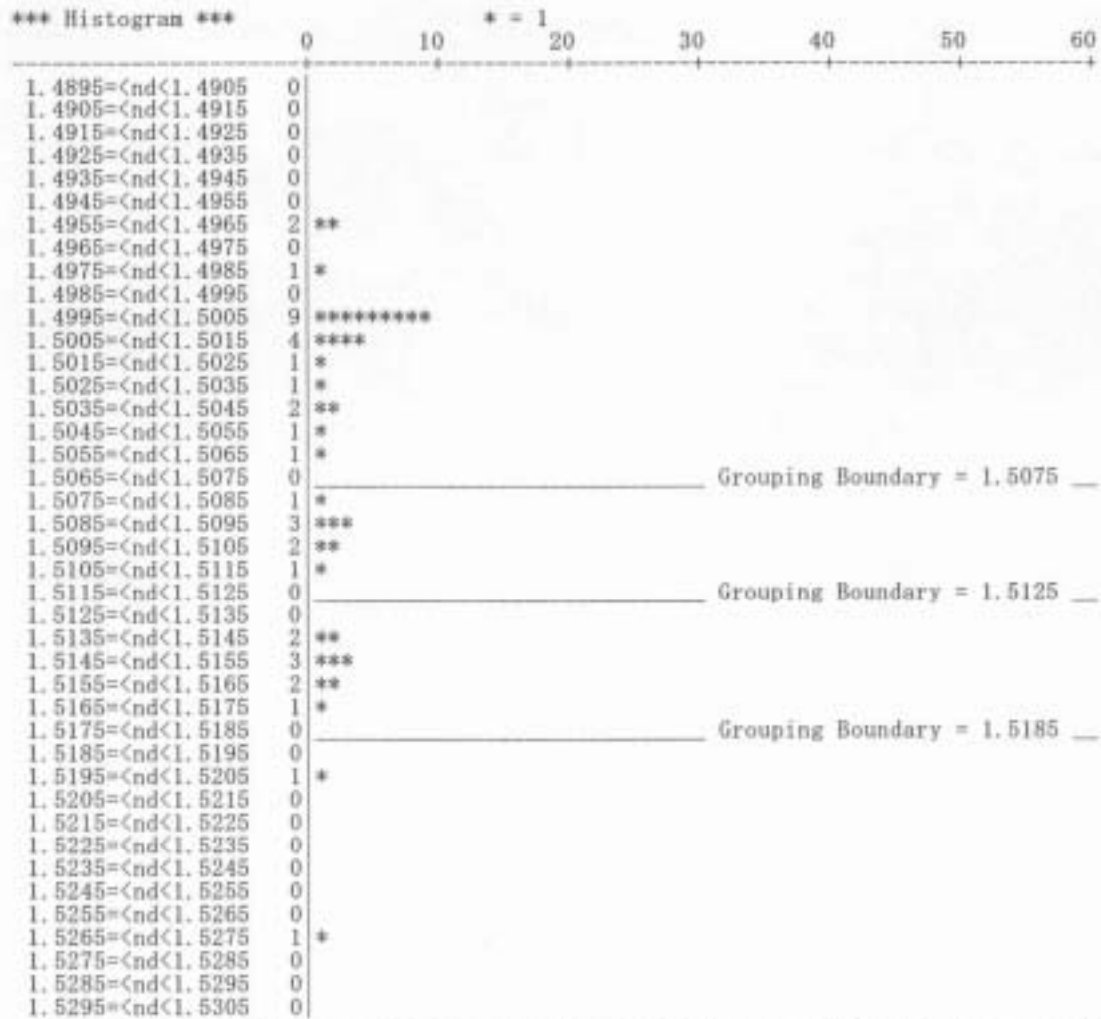 *** Histogram *** * = 1
0 10 20 30 40 50 60
1.4895=<nd<1.4905 0
1.4905=<nd<1.4915 0
1.4915=<nd<1.4925 0
1.4925=<nd<1.4935 0
1.4935=<nd<1.4945 0
1.4945=<nd<1.4955 0
1.4955=<nd<1.4965 2 **
1.4965=<nd<1.4975 0
1.4975=<nd<1.4985 1 *
1.4985=<nd<1.4995 0
1.4995=<nd<1.5005 9 *********
1.5005=<nd<1.5015 4 ****
1.5015=<nd<1.5025 1 *
1.5025=<nd<1.5035 1 *
1.5035=<nd<1.5045 2 **
1.5045=<nd<1.5055 1 *
1.5055=<nd<1.5065 1 *
1.5065=<nd<1.5075 0 Grouping Boundary = 1.5075
1.5075=<nd<1.5085 1 *
1.5085=<nd<1.5095 3 ***
1.5095=<nd<1.5105 2 **
1.5105=<nd<1.5115 1 *
1.5115=<nd<1.5125 0 Grouping Boundary = 1.5125
1.5125=<nd<1.5135 0
1.5135=<nd<1.5145 2 **
1.5145=<nd<1.5155 3 ***
1.5155=<nd<1.5165 2 **
1.5165=<nd<1.5175 1 *
1.5175=<nd<1.5185 0 Grouping Boundary = 1.5185
1.5185=<nd<1.5195 0
1.5195=<nd<1.5205 1 *
1.5205=<nd<1.5215 0
1.5215=<nd<1.5225 0
1.5225=<nd<1.5235 0
1.5235=<nd<1.5245 0
1.5245=<nd<1.5255 0
1.5255=<nd<1.5265 0
1.5265=<nd<1.5275 1 *
1.5275=<nd<1.5285 0
1.5285=<nd<1.5295 0
1.5295=<nd<1.5305 0